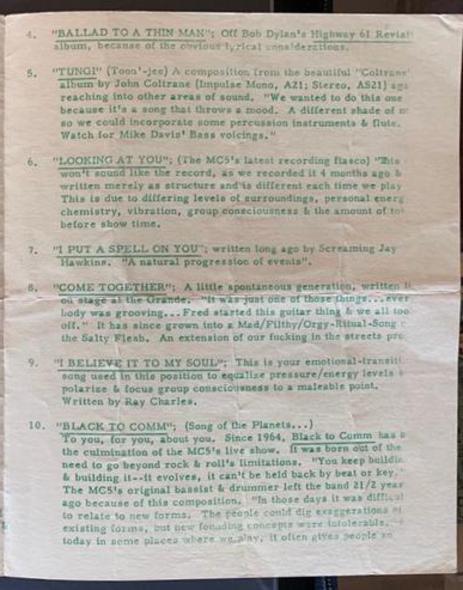 4. "BALLAD TO A THIN MAN"; Off Bob Dylan's Highway 61 Revisi
album, because of the obvious lyrical considerations.
5. "TUNGI" (Toon'-jee) A composition from the beautiful "Coltrane"
album by John Coltrane (Impulse Mono, A21; Stereo, AS21) aga
reaching into other areas of sound. "We wanted to do this one
because it's a song that throws a mood. A different shade of
so we could incorporate some percussion instruments & flute.
Watch for Mike Davis' Bass voicings."
6. "LOOKING AT YOU"; (The MC5's latest recording fiasco) "This
won't sound like the record, as we recorded it 4 months ago &
written merely as structure and is different each time we play
This is due to differing levels of surroundings, personal energ
chemistry, vibration, group consciousness & the amount of
before show time.
7. "I PUT A SPELL ON YOU"; written long ago by Screaming Jay
Hawkins. "A natural progression of events".
8. "COME TOGETHER"; A little spontaneous generation, written
on stage at the Grande. "It was just one of those things...ever
body was grooving...Fred started this guitar thing & we all too
off." It has since grown into a Mad/Filthy/Orgy-Ritual-Song
the Salty Flesh. An extension of our fucking in the streets pro
9. "I BELIEVE IT TO MY SOUL"; This is your emotional-transiti
song used in this position to equalize pressure/energy levels
polarize & focus group consciousness to a maleable point.
Written by Ray Charles.
10. "BLACK TO COMM"; (Song of the Planets...)
To you, for you, about you. Since 1964, Black to Comm has
the culmination of the MC5's live show. It was born out of the
need to go beyond rock & roll's limitations. "You keep buildin
& building it--it evolves, it can't be held back by beat or key."
The MC5's original bassist & drummer left the band 2 1/2 year
ago because of this composition. "In those days it was difficul
to relate to new forms. The people could dig exaggerations
existing forms, but new founding concepts were intolerable.
today in some places where we play, it often gives people